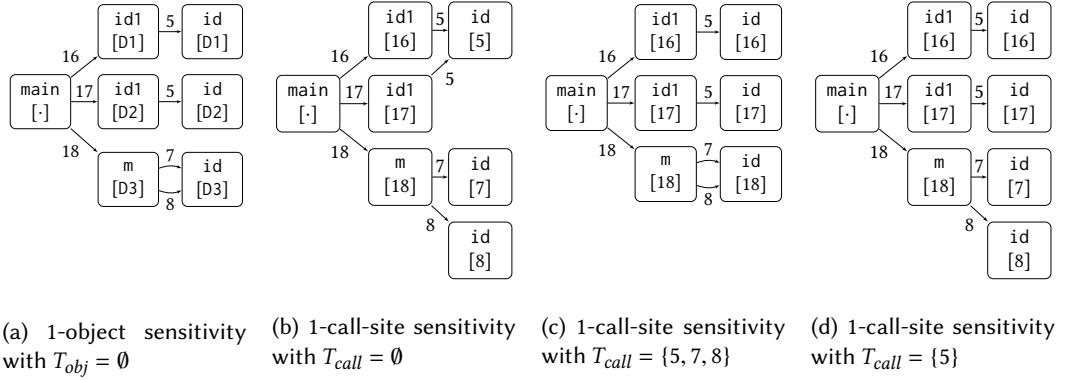 id1
[D1]
5
id
[D1]
16
main
[·]
17
id1
[D2]
5
id
[D2]
18
m
[D3]
7
8
id
[D3]
(a) 1-object sensitivity
with T_obj = ∅
id1
[16]
5
id
[5]
16
5
main
[·]
17
id1
[17]
18
m
[18]
7
id
[7]
8
id
[8]
(b) 1-call-site sensitivity
with T_call = ∅
id1
[16]
5
id
[16]
16
main
[·]
17
id1
[17]
5
id
[17]
18
m
[18]
7
8
id
[18]
(c) 1-call-site sensitivity
with T_call = {5, 7, 8}
id1
[16]
5
id
[16]
16
main
[·]
17
id1
[17]
5
id
[17]
18
m
[18]
7
id
[7]
8
id
[8]
(d) 1-call-site sensitivity
with T_call = {5}